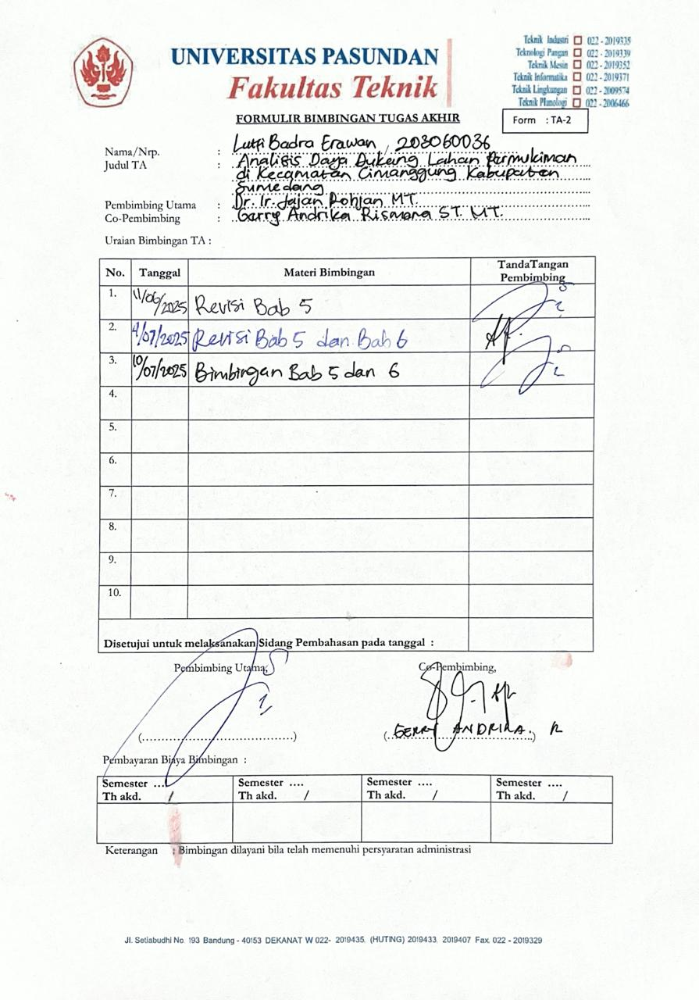 UNIVERSITAS PASUNDAN
Fakultas Teknik
Teknik Industri 022 - 2019335
Teknologi Pangan 022 - 2019339
Teknik Mesin 022 - 2019352
Teknik Informatika 022 - 2019371
Teknik Lingkungan 022 - 2009574
Teknik Planologi 022 - 2006466
FORMULIR BIMBINGAN TUGAS AKHIR
Form : TA-2
Nama/Nrp. : Lutfi Badra Erawan, 203060036
Judul TA : Analisis Daya Dukung Lahan Permukiman
di Kecamatan Cimanggung Kabupaten
Sumedang
Pembimbing Utama : Dr. Ir. Jajan Rohjan MT.
Co-Pembimbing : Gerry Andrika Rismana ST. MT.
Uraian Bimbingan TA :
No. Tanggal Materi Bimbingan TandaTangan
Pembimbing
1. 11/06/2025 Revisi Bab 5
2. 4/07/2025 Revisi Bab 5 dan Bab 6
3. 10/07/2025 Bimbingan Bab 5 dan 6
4.
5.
6.
7.
8.
9.
10.
Disetujui untuk melaksanakan Sidang Pembahasan pada tanggal :
Pembimbing Utama, Co-Pembimbing,
(..............................) (GERRY ANDRIKA. R
Pembayaran Biaya Bimbingan :
Semester .... Semester .... Semester .... Semester ....
Th akd. / Th akd. / Th akd. / Th akd. /
Keterangan : Bimbingan dilayani bila telah memenuhi persyaratan administrasi
Jl. Setiabudhi No. 193 Bandung - 40153 DEKANAT W 022- 2019435, (HUTING) 2019433, 2019407 Fax. 022 - 2019329